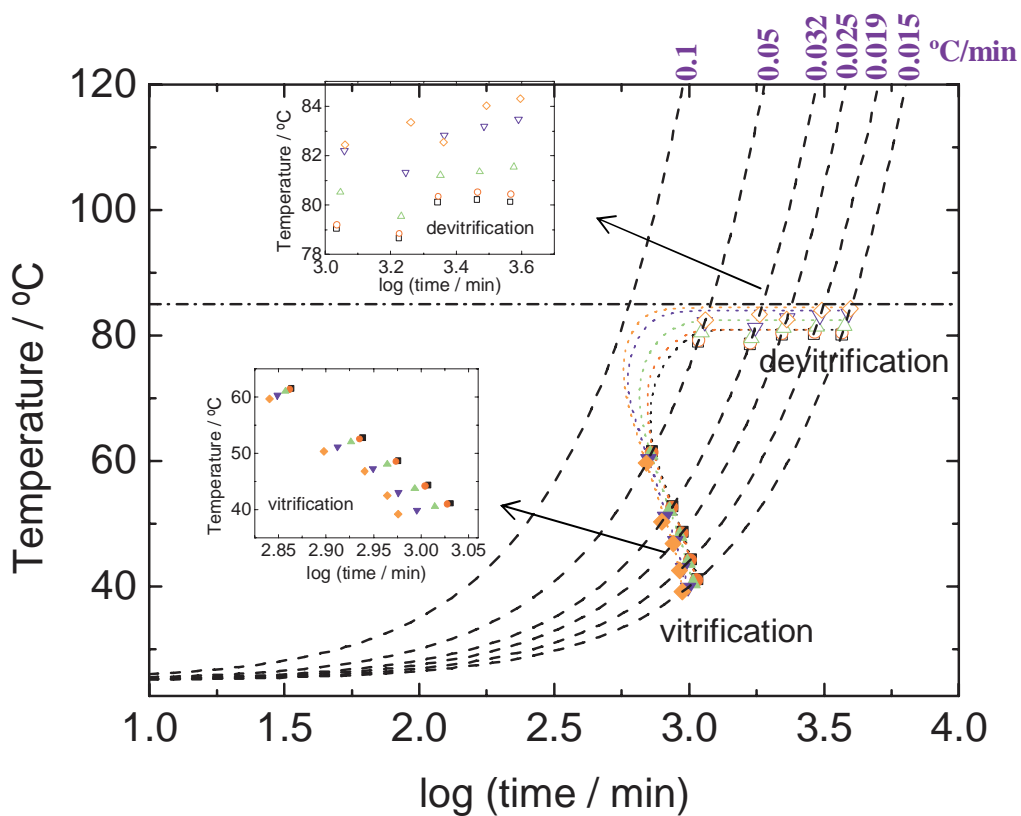 0.1
0.05
0.032
0.025
0.019
0.015
ºC/min
120
100
80
60
40
Temperature / ºC
1.0 1.5 2.0 2.5 3.0 3.5 4.0
log (time / min)
84
82
80
78
Temperature / ºC
devitrification
3.0 3.2 3.4 3.6
log (time / min)
devitrification
60
50
40
Temperature / ºC
vitrification
2.85 2.90 2.95 3.00 3.05
log (time / min)
vitrification